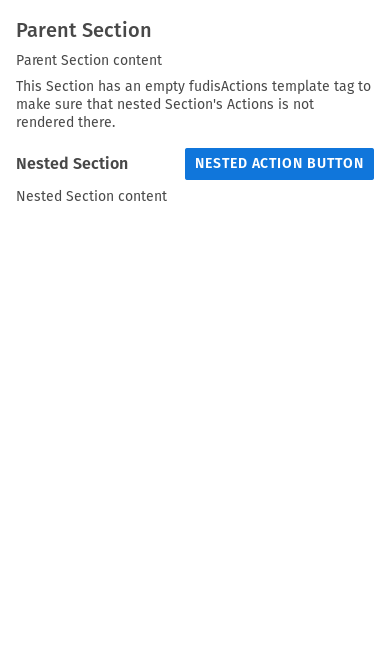 Parent Section
Parent Section content
This Section has an empty fudisActions template tag to
make sure that nested Section's Actions is not
rendered there.
Nested Section
NESTED ACTION BUTTON
Nested Section content